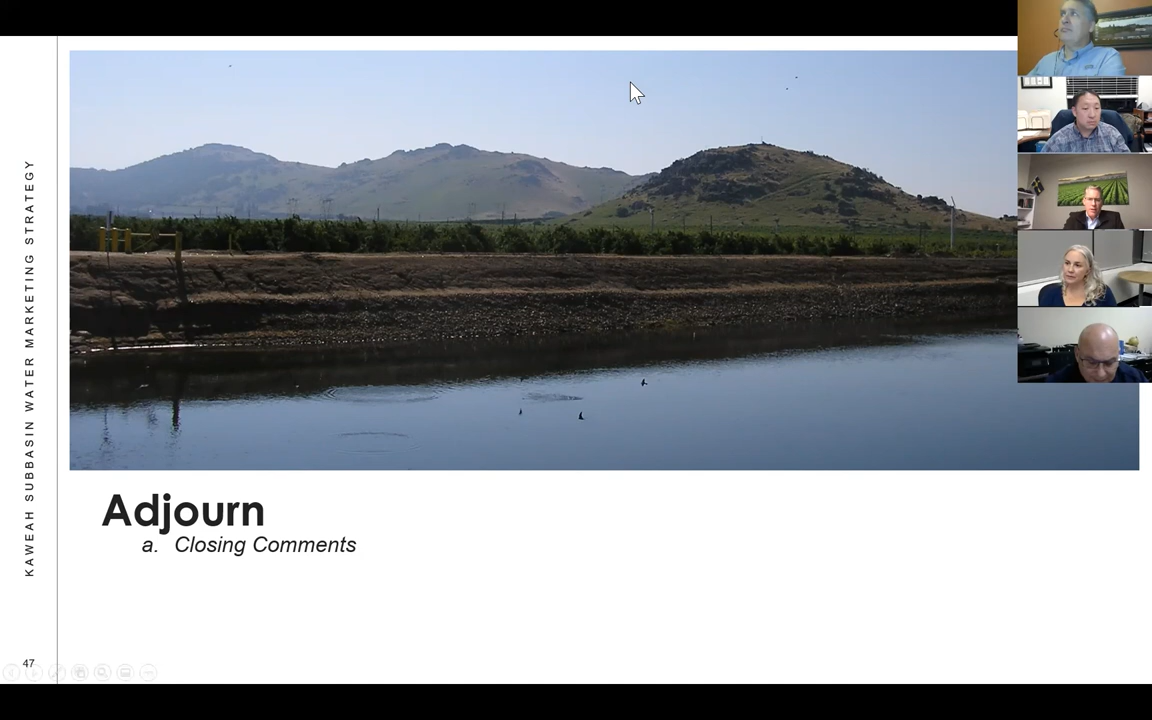 KAWEAH SUBBASIN WATER MARKETING STRATEGY
Adjourn
a. Closing Comments
47